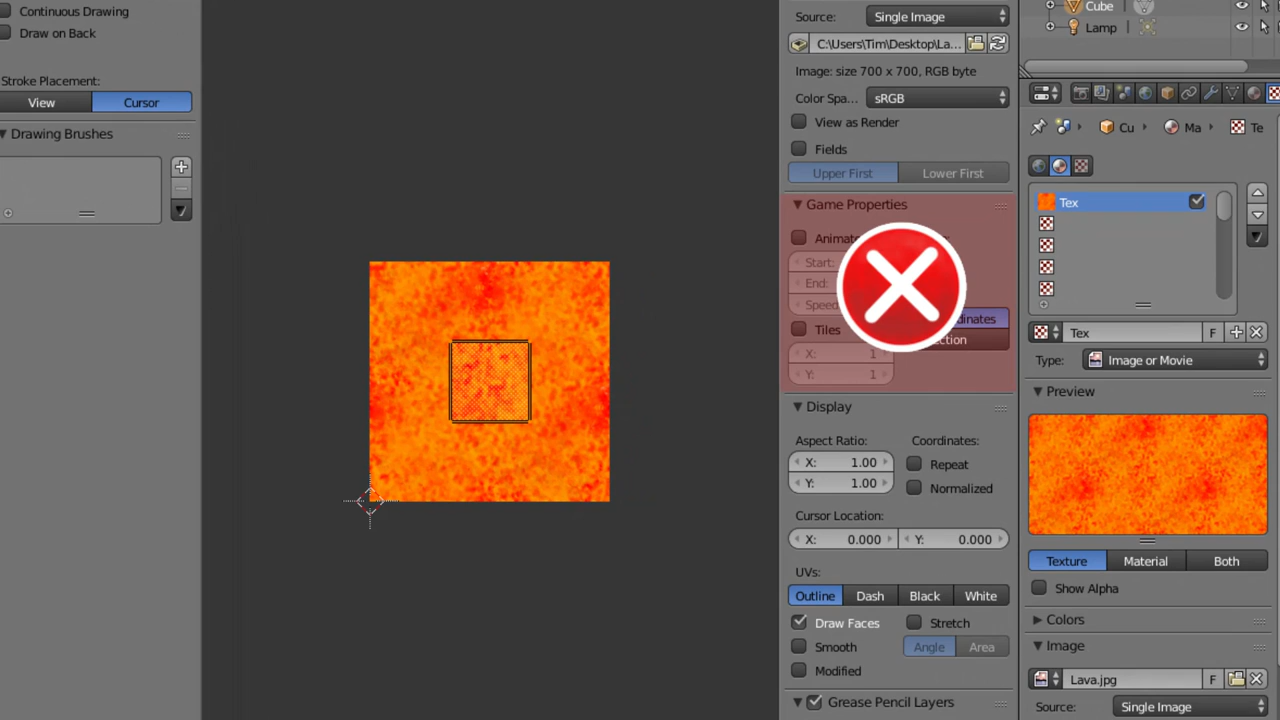 Continuous Drawing
Draw on Back
Stroke Placement:
View Cursor
Drawing Brushes
Source: Single Image
C:\Users\Tim\Desktop\La...
Image: size 700 x 700, RGB byte
Color Spa... sRGB
View as Render
Fields
Upper First Lower First
Game Properties
Start:
End:
Tiles
X: 1
Y: 1
Display
Aspect Ratio: Coordinates:
X: 1.00 Repeat
Y: 1.00 Normalized
Cursor Location:
X: 0.000 Y: 0.000
UVs:
Outline Dash Black White
Draw Faces Stretch
Smooth Angle Area
Modified
Grease Pencil Layers
Cube
Lamp
Cu Ma Te
Tex
Tex F
Type: Image or Movie
Preview
Texture Material Both
Show Alpha
Colors
Image
Lava.jpg F
Source: Single Image